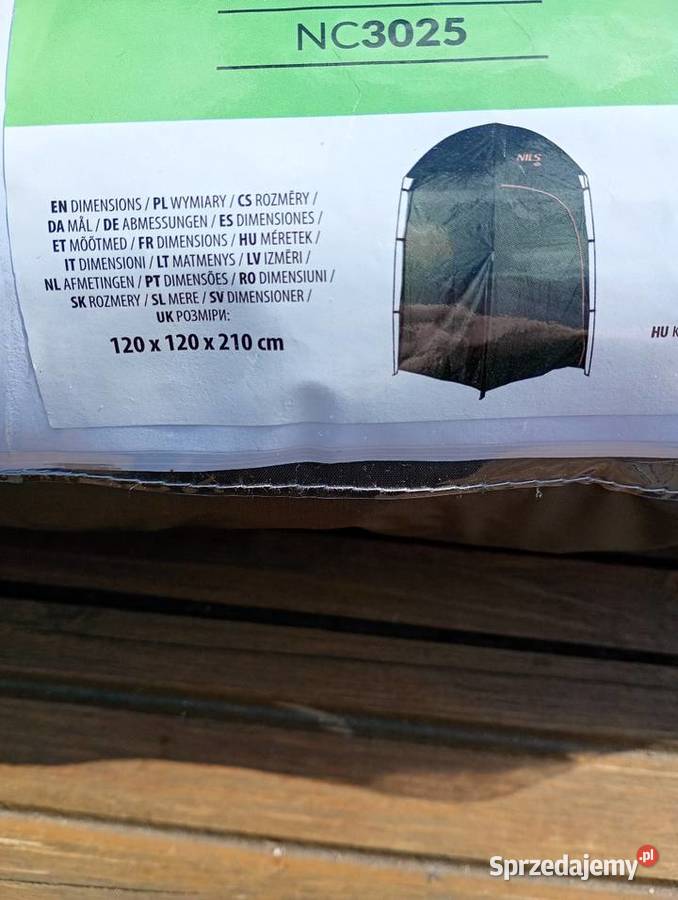 NC3025
NILS
EN DIMENSIONS / PL WYMIARY / CS ROZMĚRY /
DA MÅL / DE ABMESSUNGEN / ES DIMENSIONES /
ET MÕÕTMED / FR DIMENSIONS / HU MÉRETEK /
IT DIMENSIONI / LT MATMENYS / LV IZMĒRI /
NL AFMETINGEN / PT DIMENSÕES / RO DIMENSIUNI /
SK ROZMERY / SL MERE / SV DIMENSIONER /
UK РОЗМІРИ:
120 x 120 x 210 cm
HU
Sprzedajemy.pl